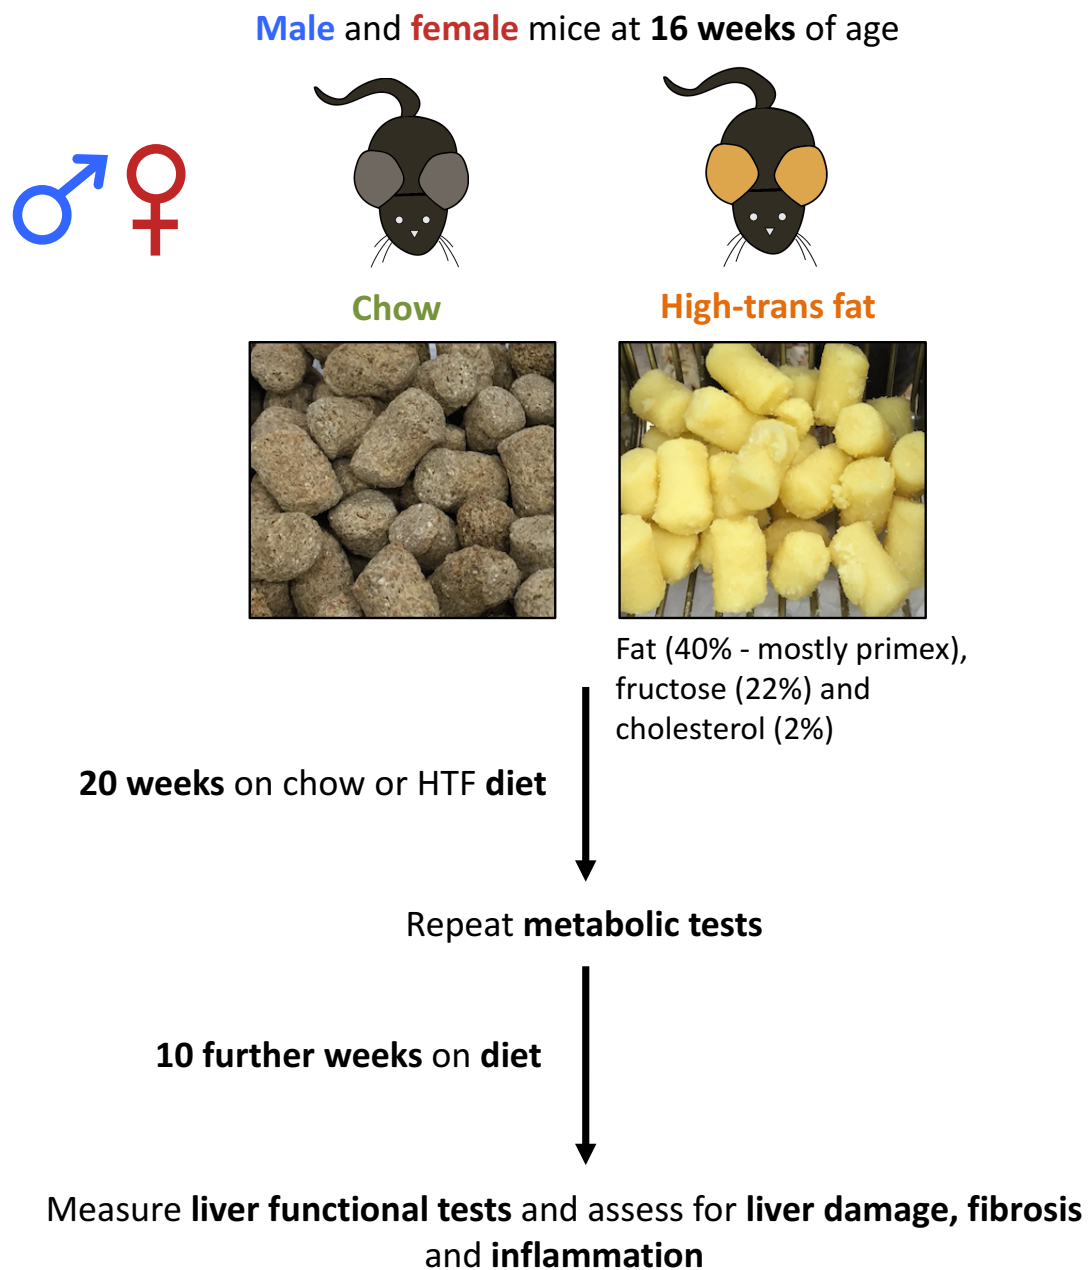 Male and female mice at 16 weeks of age
Chow
High-trans fat
Fat (40% - mostly primex),
fructose (22%) and
cholesterol (2%)
20 weeks on chow or HTF diet
Repeat metabolic tests
10 further weeks on diet
Measure liver functional tests and assess for liver damage, fibrosis
and inflammation